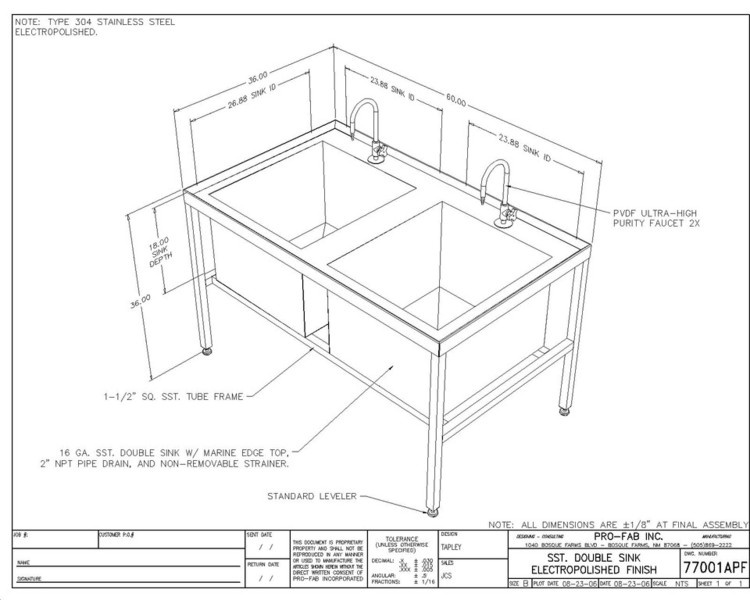 NOTE: TYPE 304 STAINLESS STEEL
ELECTROPOLISHED.
36.00
26.88 SINK ID
23.88 SINK ID
60.00
23.88 SINK ID
PVDF ULTRA-HIGH
PURITY FAUCET 2X
18.00
SINK
DEPTH
36.00
1-1/2" SQ. SST. TUBE FRAME
16 GA. SST. DOUBLE SINK W/ MARINE EDGE TOP,
2" NPT PIPE DRAIN, AND NON-REMOVABLE STRAINER.
STANDARD LEVELER
NOTE: ALL DIMENSIONS ARE ±1/8" AT FINAL ASSEMBLY
JOB #:
CUSTOMER P.O.#
NAME
SIGNATURE
SENT DATE
/ /
RETURN DATE
/ /
THIS DOCUMENT IS PROPRIETARY
PROPERTY AND SHALL NOT BE
REPRODUCED IN ANY MANNER
OR USED TO MANUFACTURE THE
ARTICLES SHOWN HEREIN WITHOUT THE
DIRECT WRITTEN CONSENT OF
PRO-FAB INCORPORATED
TOLERANCE
(UNLESS OTHERWISE
SPECIFIED)
DECIMAL: .X ± .030
.XX ± .015
.XXX ± .005
ANGULAR: ± .5
FRACTIONS: ± 1/16
DESIGN
TAPLEY
SALES
JCS
DESIGNING - CONSULTING
PRO-FAB INC.
MANUFACTURING
1040 BOSQUE FARMS BLVD - BOSQUE FARMS, NM 87068 - (505)869-2222
SST. DOUBLE SINK
ELECTROPOLISHED FINISH
DWG. NUMBER
77001APF
SIZE B
PLOT DATE 08-23-06
DATE 08-23-06
SCALE NTS
SHEET 1 OF 1